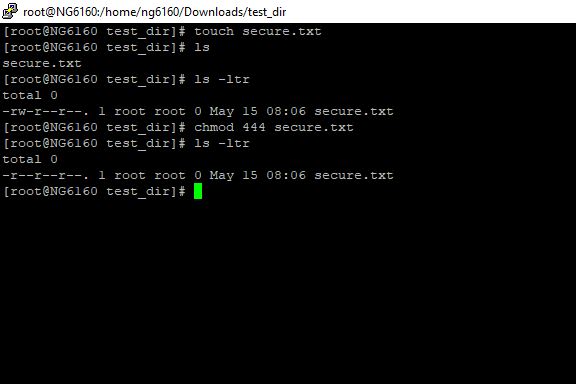 root@NG6160:/home/ng6160/Downloads/test_dir
[root@NG6160 test_dir]# touch secure.txt
[root@NG6160 test_dir]# ls
secure.txt
[root@NG6160 test_dir]# ls -ltr
total 0
-rw-r--r--. 1 root root 0 May 15 08:06 secure.txt
[root@NG6160 test_dir]# chmod 444 secure.txt
[root@NG6160 test_dir]# ls -ltr
total 0
-r--r--r--. 1 root root 0 May 15 08:06 secure.txt
[root@NG6160 test_dir]#